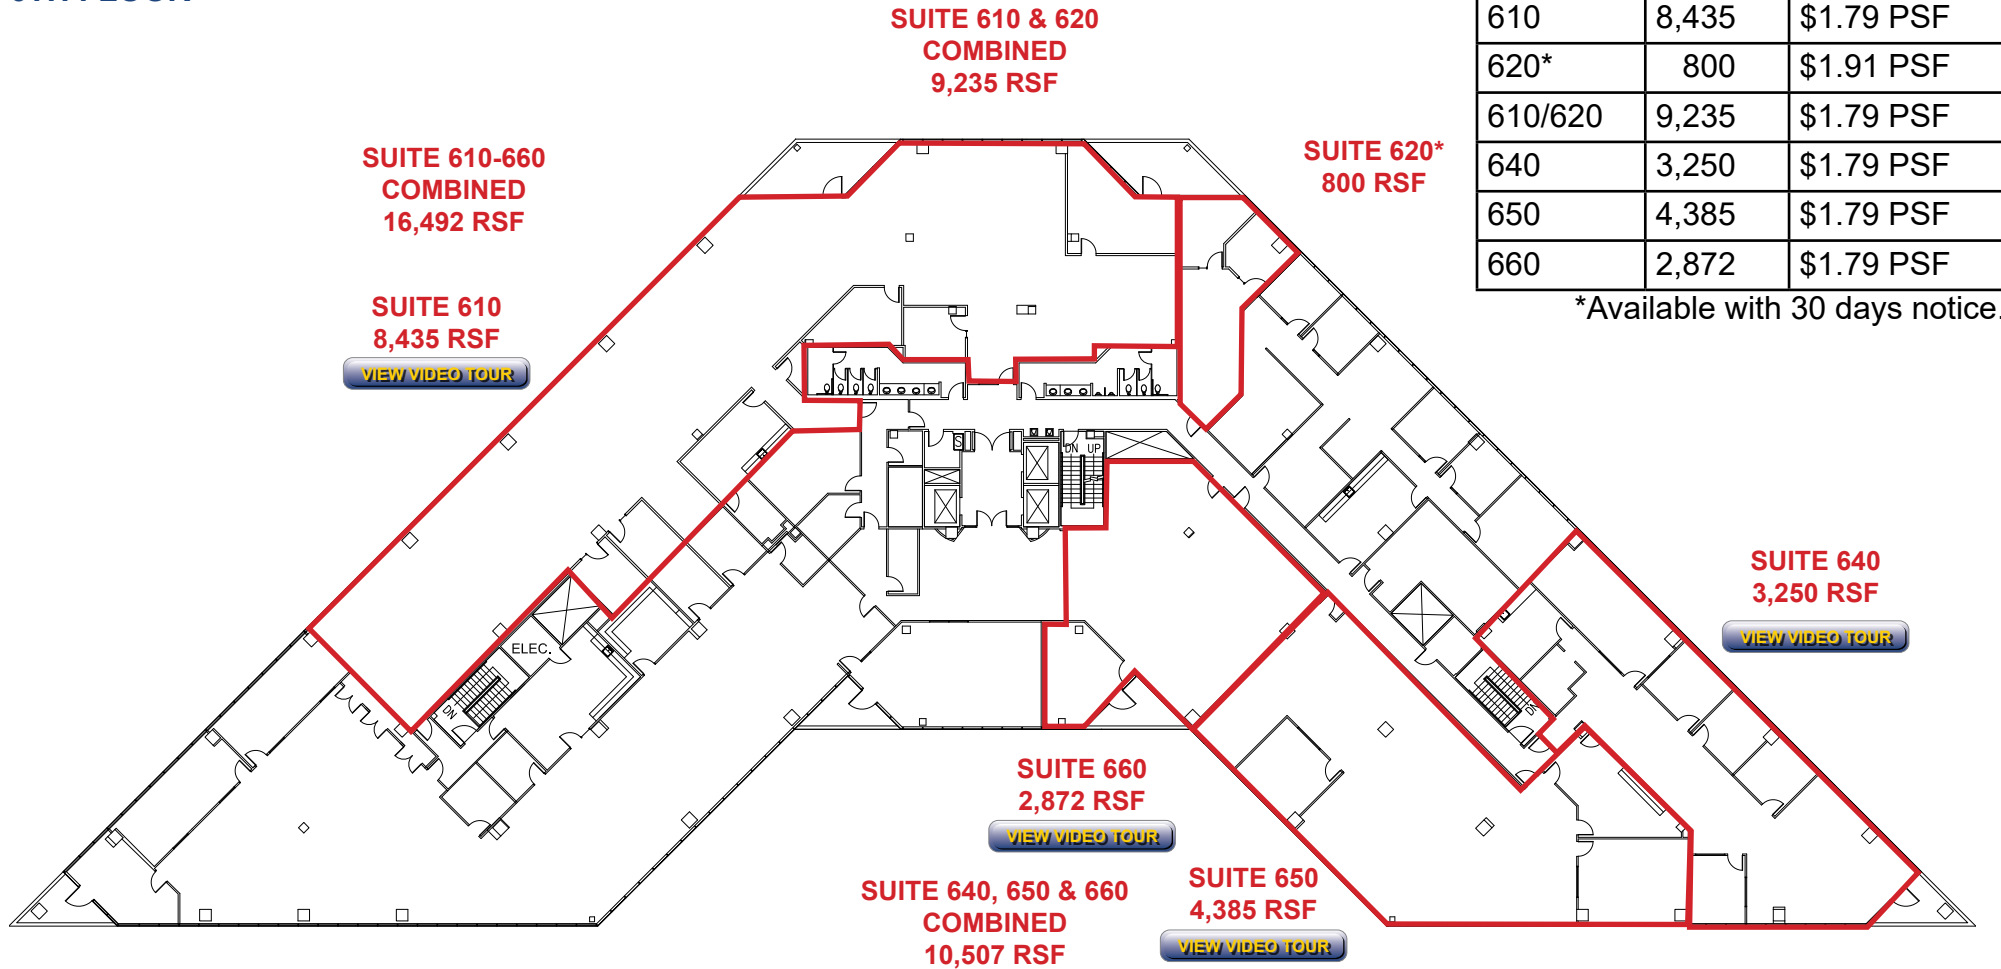 SUITE 610 & 620
COMBINED
9,235 RSF
610 8,435 $1.79 PSF
620* 800 $1.91 PSF
610/620 9,235 $1.79 PSF
640 3,250 $1.79 PSF
650 4,385 $1.79 PSF
660 2,872 $1.79 PSF
*Available with 30 days notice.
SUITE 610-660
COMBINED
16,492 RSF
SUITE 620*
800 RSF
SUITE 610
8,435 RSF
VIEW VIDEO TOUR
S
DN UP
SUITE 640
3,250 RSF
VIEW VIDEO TOUR
ELEC.
DN
SUITE 660
2,872 RSF
VIEW VIDEO TOUR
SUITE 640, 650 & 660
COMBINED
10,507 RSF
SUITE 650
4,385 RSF
VIEW VIDEO TOUR